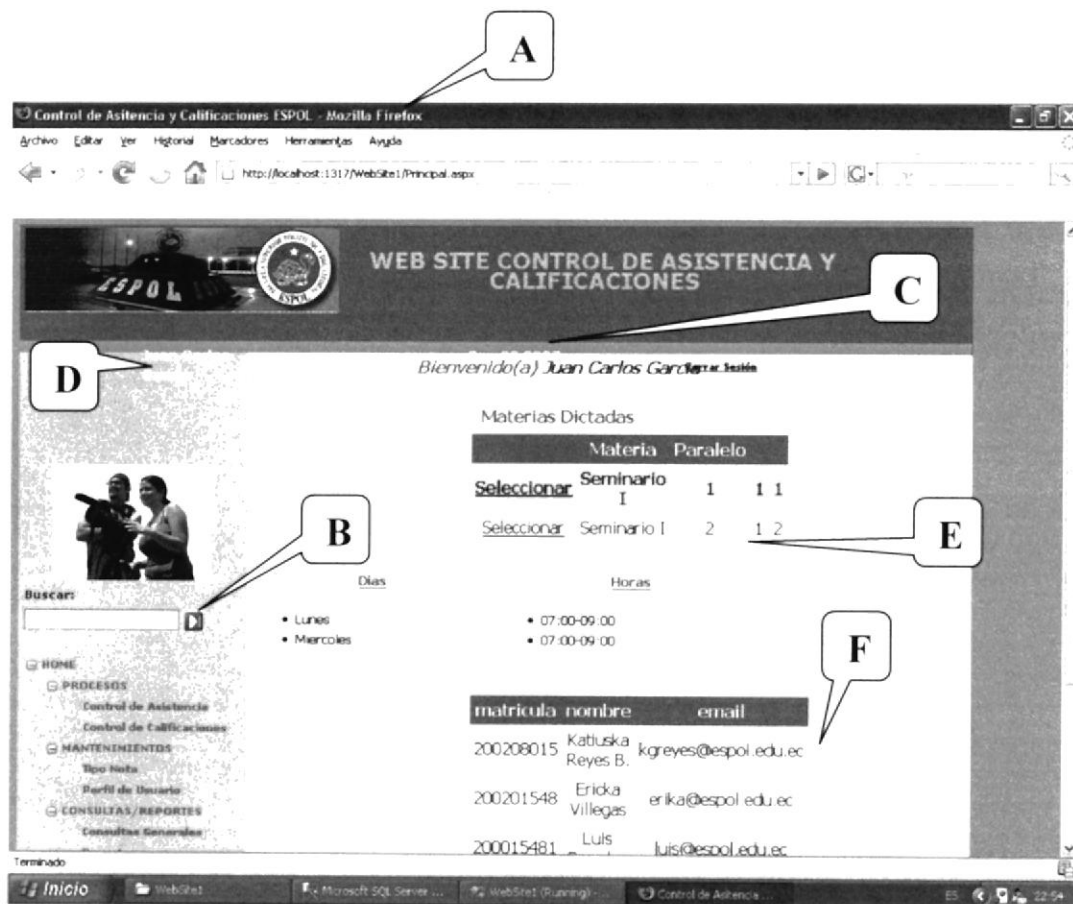 A
Control de Asitencia y Calificaciones ESPOL - Mozilla Firefox
Archivo Editar Ver Historial Marcadores Herramientas Ayuda
http://localhost:1317/WebSite1/Principal.aspx
G
ESPOL
ESPOL
WEB SITE CONTROL DE ASISTENCIA Y
CALIFICACIONES
C
D
Bienvenido(a) Juan Carlos Garcia
Sesión
Materias Dictadas
Materia Paralelo
Seleccionar Seminario I 1 1 1
Seleccionar Seminario I 2 1 2
E
B
Buscar:
Dias Horas
• Lunes • 07:00-09:00
• Miercoles • 07:00-09:00
F
HOME
PROCESOS
Control de Asistencia
Control de Calificaciones
MANTENIMIENTOS
Tipo Nota
Perfil de Usuario
CONSULTAS/REPORTES
Consultas Generales
matricula nombre email
200208015 Katiuska Reyes B. kgreyes@espol.edu.ec
200201548 Ericka Villegas erika@espol.edu.ec
200015481 Luis luis@espol.edu.ec
Terminado
Inicio WebSite1 Microsoft SQL Server ... WebSite1 (Running) - ... Control de Asitencia ... ES 22:54